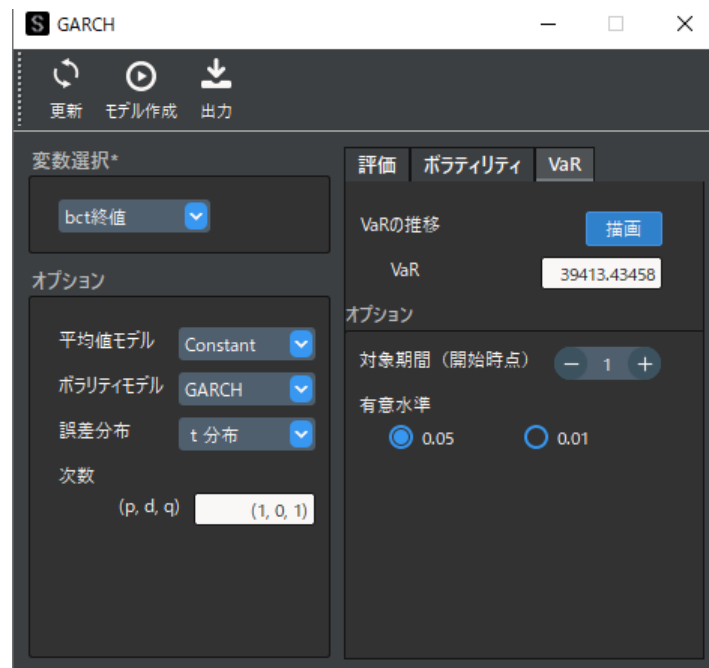 S GARCH
更新 モデル作成 出力
変数選択*
bct終値
オプション
平均値モデル Constant
ボラリティモデル GARCH
誤差分布 t 分布
次数
(p, d, q) (1, 0, 1)
評価 ボラティリティ VaR
VaRの推移 描画
VaR 39413.43458
オプション
対象期間（開始時点） − 1 +
有意水準
0.05 0.01